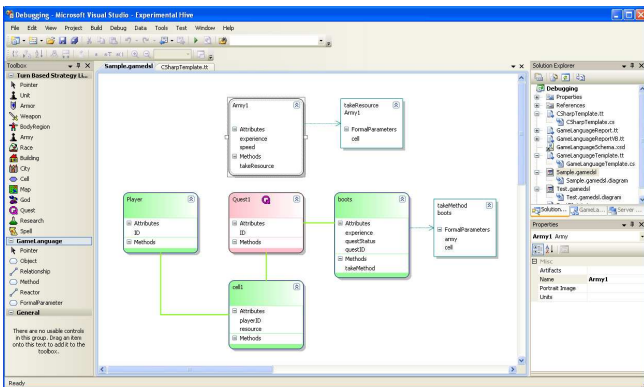 Debugging - Microsoft Visual Studio - Experimental Hive
File Edit View Project Build Debug Data Tools Test Window Help
Toolbox
Turn Based Strategy Li...
Pointer
Unit
Armor
Weapon
BodyRegion
Army
Race
Building
City
Cell
Map
God
Quest
Research
Spell
GameLanguage
Pointer
Object
Relationship
Method
Reactor
FormalParameter
General
There are no usable controls
in this group. Drag an item
onto this text to add it to the
toolbox.
Sample.gamedsl CSharpTemplate.tt
Army1
Attributes
experience
speed
Methods
takeResource
takeResource
Army1
FormalParameters
cell
Player
Attributes
ID
Methods
Quest1
Attributes
ID
Methods
boots
Attributes
experience
questStatus
questID
Methods
takeMethod
takeMethod
boots
FormalParameters
army
cell
cell1
Attributes
playerID
resource
Methods
Solution Explorer
Debugging
Properties
References
CSharpTemplate.tt
CSharpTemplate.cs
GameLanguageReport.tt
GameLanguageReportVB.tt
GameLanguageSchema.xsd
GameLanguageTemplate.tt
GameLanguageTemplate.cs
Sample.gamedsl
Sample.gamedsl.diagram
Test.gamedsl
Test.gamedsl.diagram
Solution... GameLa... Server ...
Properties
Army1 Army
Misc
Artifacts
Name Army1
Portrait Image
Units
Ready